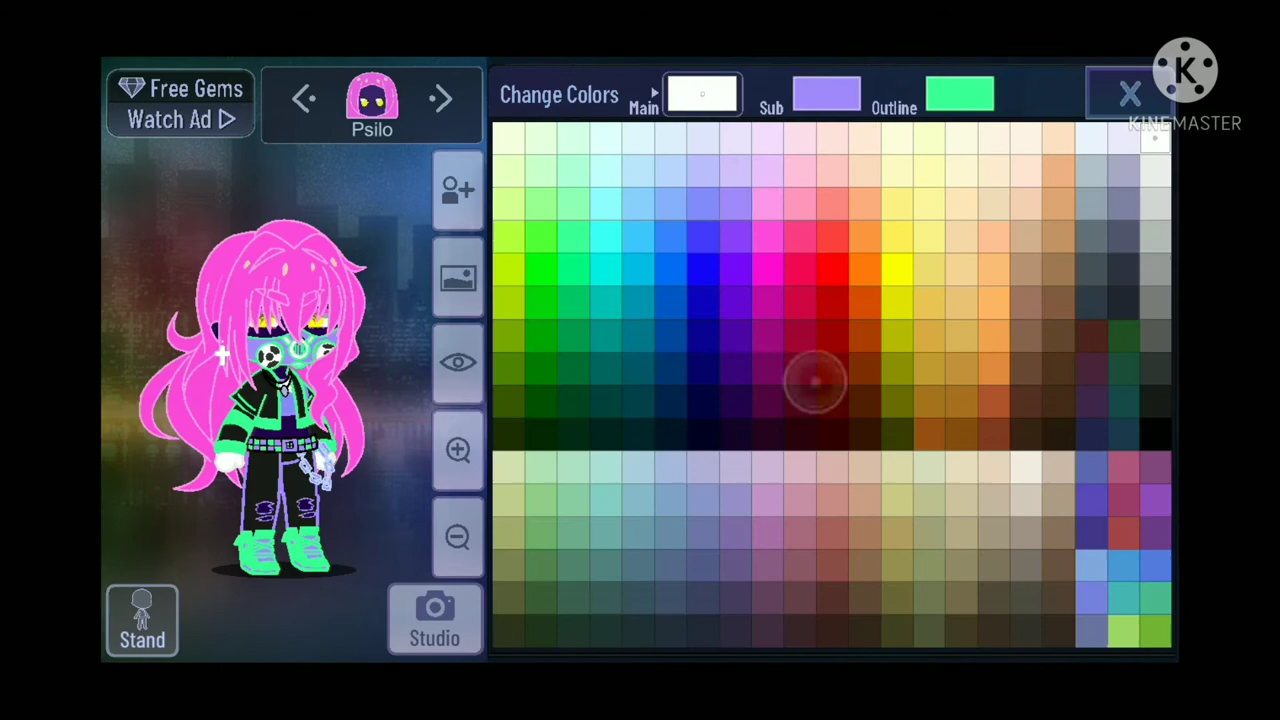 Free Gems
Watch Ad
Psilo
Change Colors
Main
Sub
Outline
K
KINEMASTER
Stand
Studio